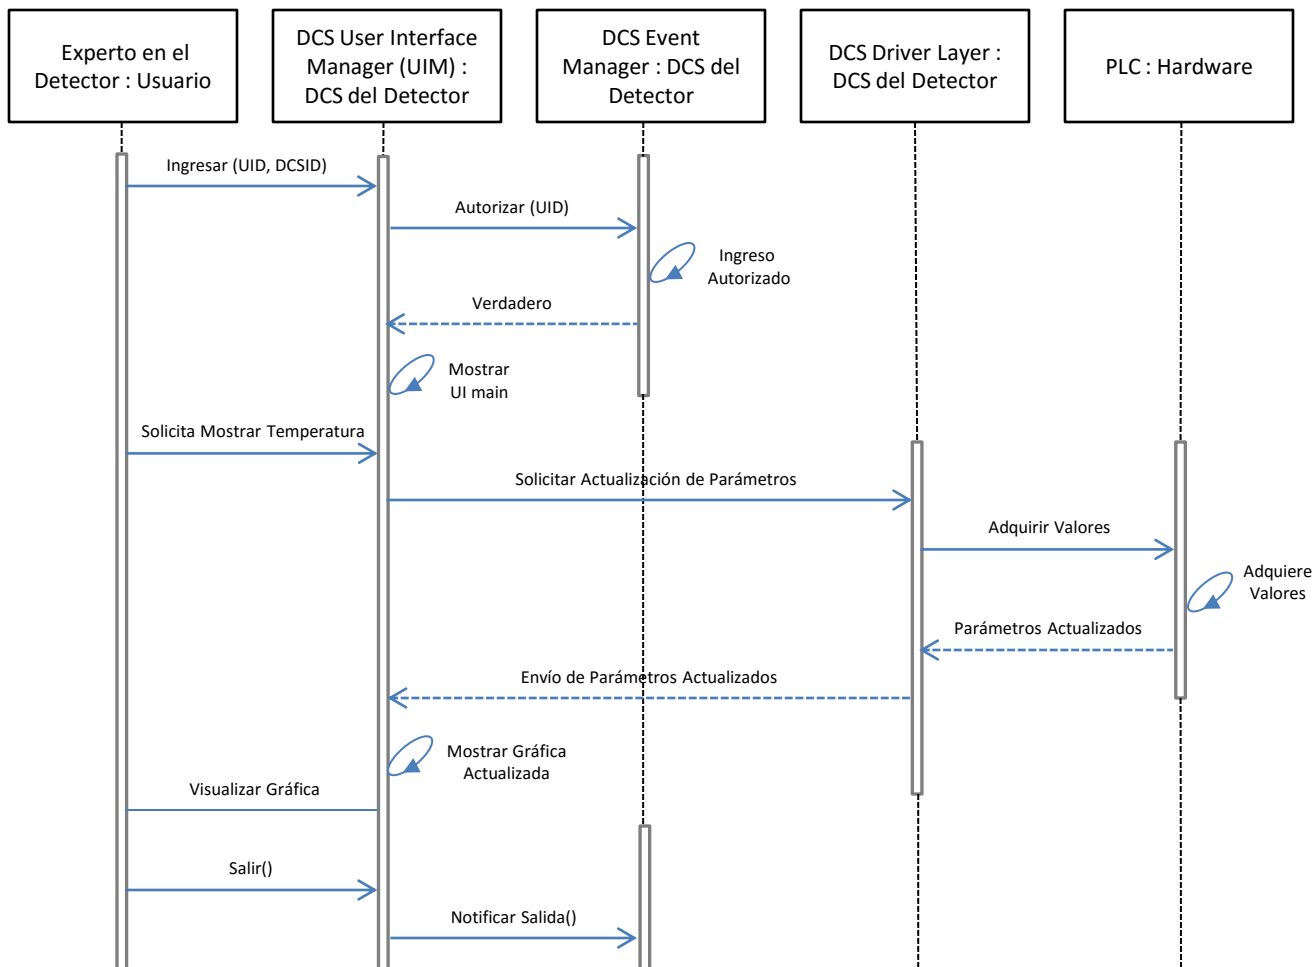 Experto en el
Detector : Usuario
DCS User Interface
Manager (UIM) :
DCS del Detector
DCS Event
Manager : DCS del
Detector
DCS Driver Layer :
DCS del Detector
PLC : Hardware
Ingresar (UID, DCSID)
Autorizar (UID)
Ingreso
Autorizado
Verdadero
Mostrar
UI main
Solicita Mostrar Temperatura
Solicitar Actualización de Parámetros
Adquirir Valores
Adquiere
Valores
Parámetros Actualizados
Envío de Parámetros Actualizados
Mostrar Gráfica
Actualizada
Visualizar Gráfica
Salir()
Notificar Salida()